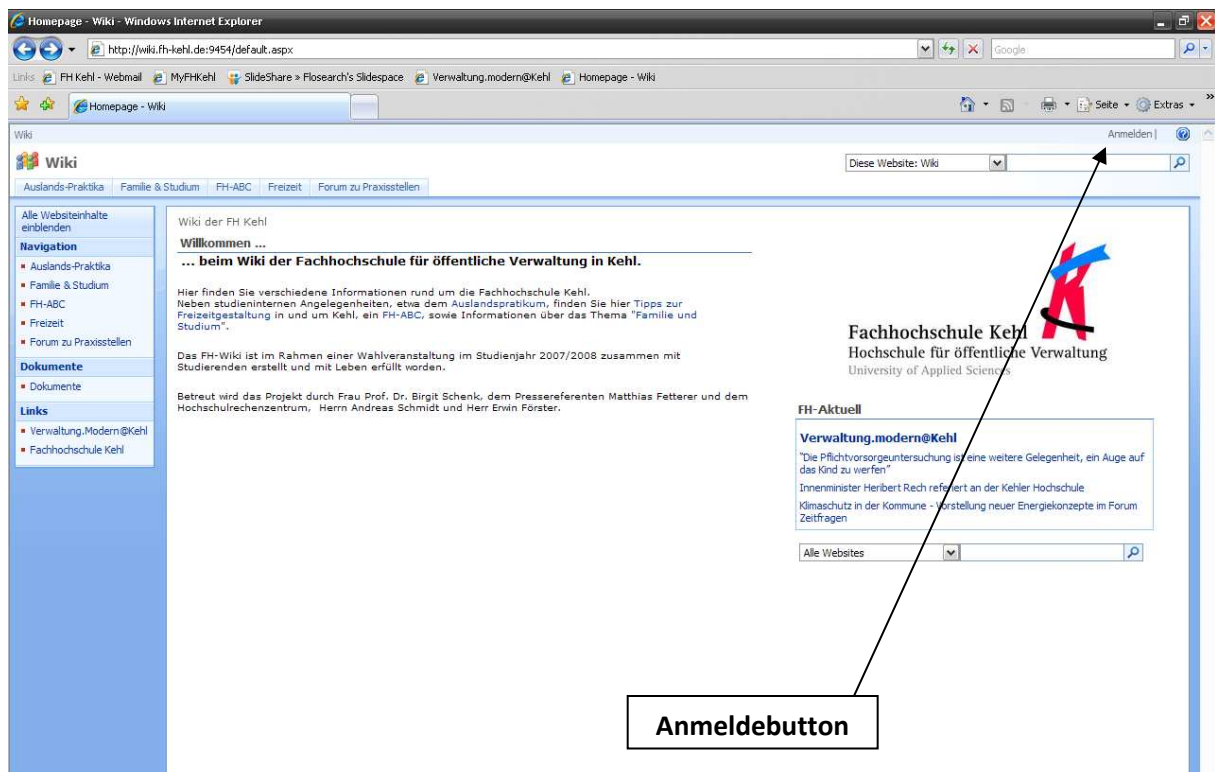 Homepage - Wiki - Windows Internet Explorer
http://wiki.fh-kehl.de:9454/default.aspx
Google
Links FH Kehl - Webmail MyFHKehl SlideShare » Flosearch's Slidespace Verwaltung.modern@Kehl Homepage - Wiki
Homepage - Wiki
Seite Extras »
Wiki
Anmelden |
Wiki
Diese Website: Wiki
Auslands-Praktika Familie & Studium FH-ABC Freizeit Forum zu Praxisstellen
Alle Websiteinhalte
einblenden
Navigation
Auslands-Praktika
Familie & Studium
FH-ABC
Freizeit
Forum zu Praxisstellen
Dokumente
Dokumente
Links
Verwaltung.Modern@Kehl
Fachhochschule Kehl
Wiki der FH Kehl
Willkommen ...
... beim Wiki der Fachhochschule für öffentliche Verwaltung in Kehl.
Hier finden Sie verschiedene Informationen rund um die Fachhochschule Kehl.
Neben studieninternen Angelegenheiten, etwa dem Auslandspratikum, finden Sie hier Tipps zur
Freizeitgestaltung in und um Kehl, ein FH-ABC, sowie Informationen über das Thema "Familie und
Studium".
Das FH-Wiki ist im Rahmen einer Wahlveranstaltung im Studienjahr 2007/2008 zusammen mit
Studierenden erstellt und mit Leben erfüllt worden.
Betreut wird das Projekt durch Frau Prof. Dr. Birgit Schenk, dem Pressereferenten Matthias Fetterer und dem
Hochschulrechenzentrum, Herrn Andreas Schmidt und Herr Erwin Förster.
Fachhochschule Kehl
Hochschule für öffentliche Verwaltung
University of Applied Sciences
FH-Aktuell
Verwaltung.modern@Kehl
"Die Pflichtvorsorgeuntersuchung ist eine weitere Gelegenheit, ein Auge auf
das Kind zu werfen"
Innenminister Heribert Rech referiert an der Kehler Hochschule
Klimaschutz in der Kommune - Vorstellung neuer Energiekonzepte im Forum
Zeitfragen
Alle Websites
Anmeldebutton